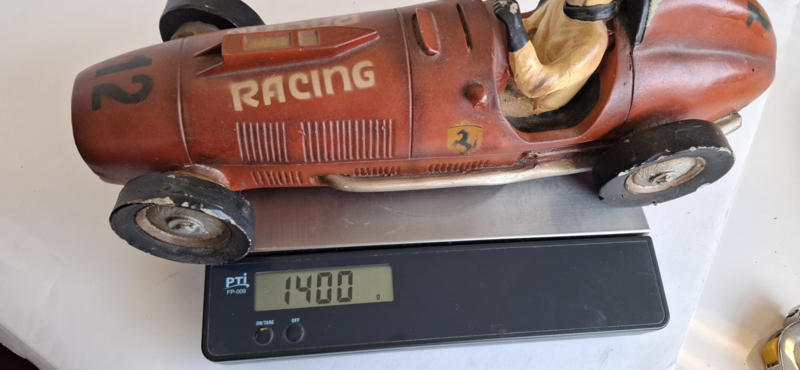 12
RACING
PTi
FP-009
1400 g
ON/TARE OFF